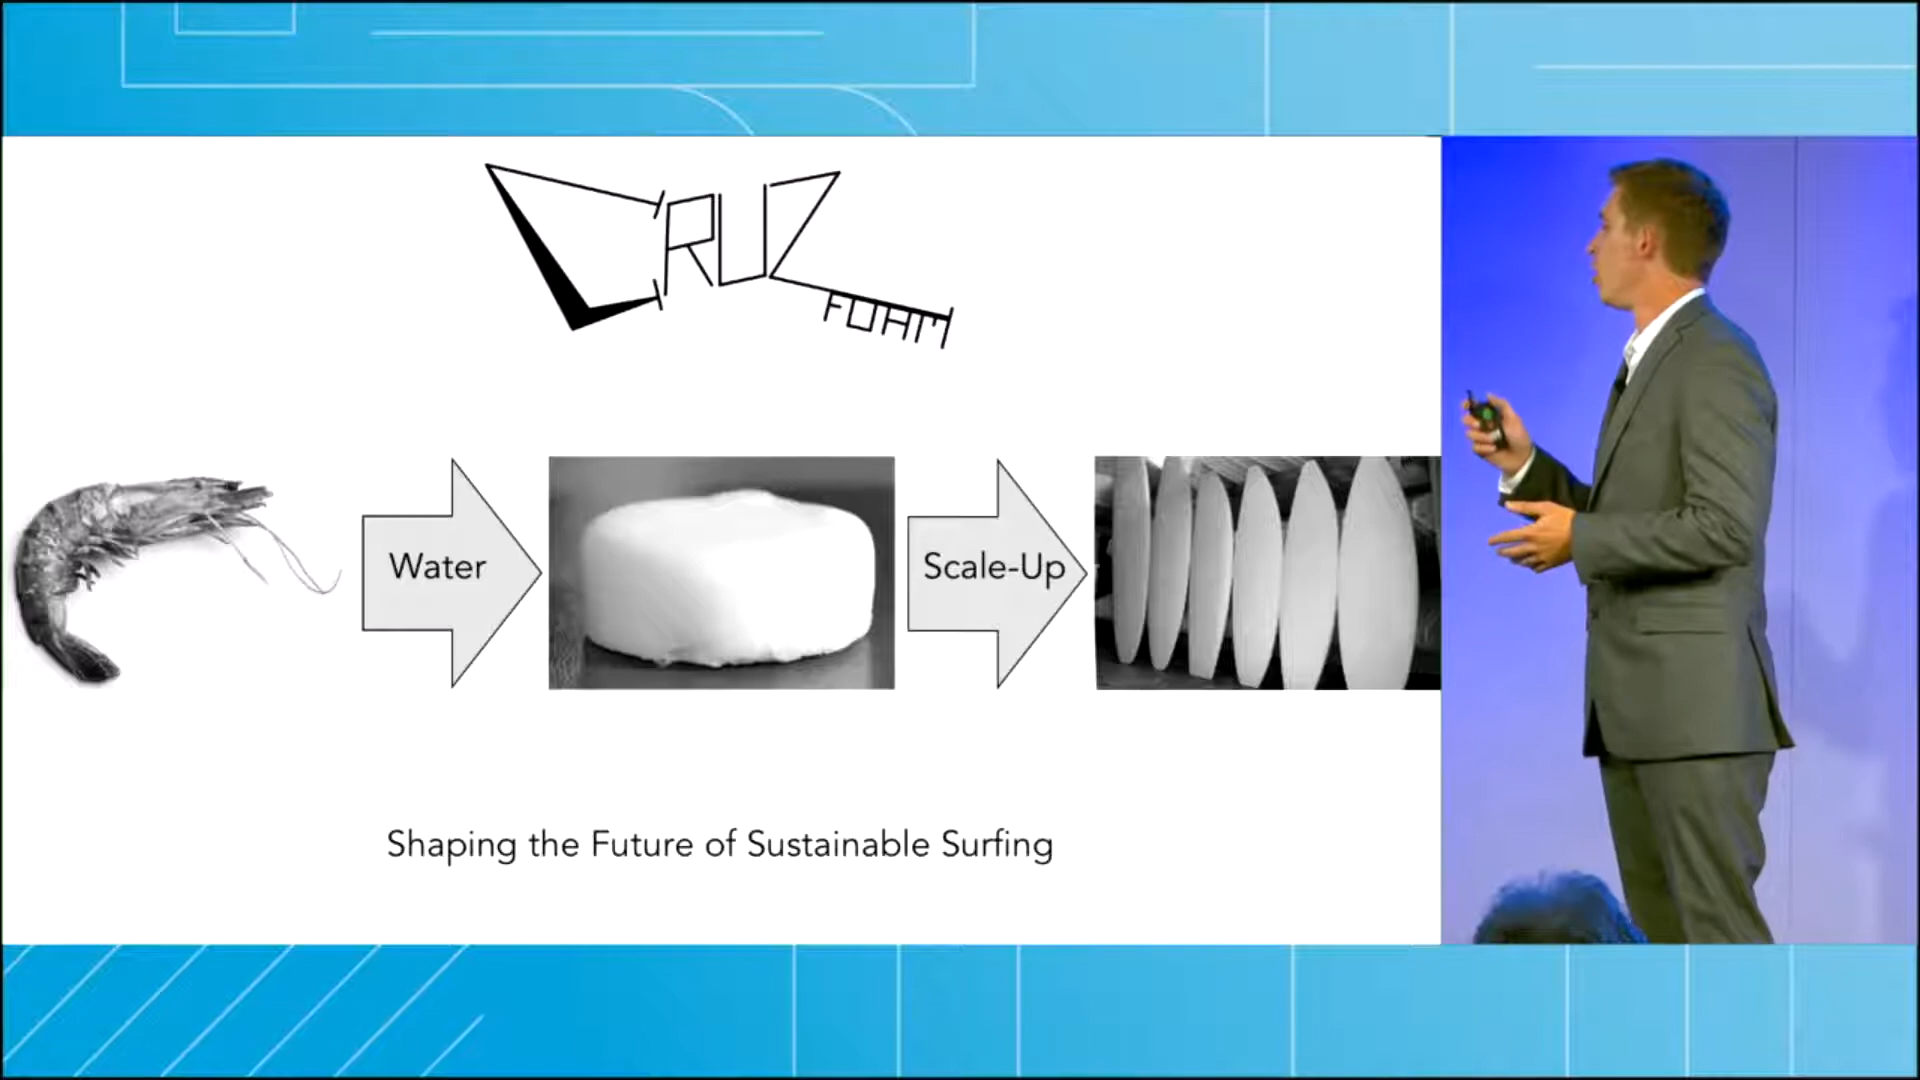 CRUZ
FOAM
Water
Scale-Up
Shaping the Future of Sustainable Surfing